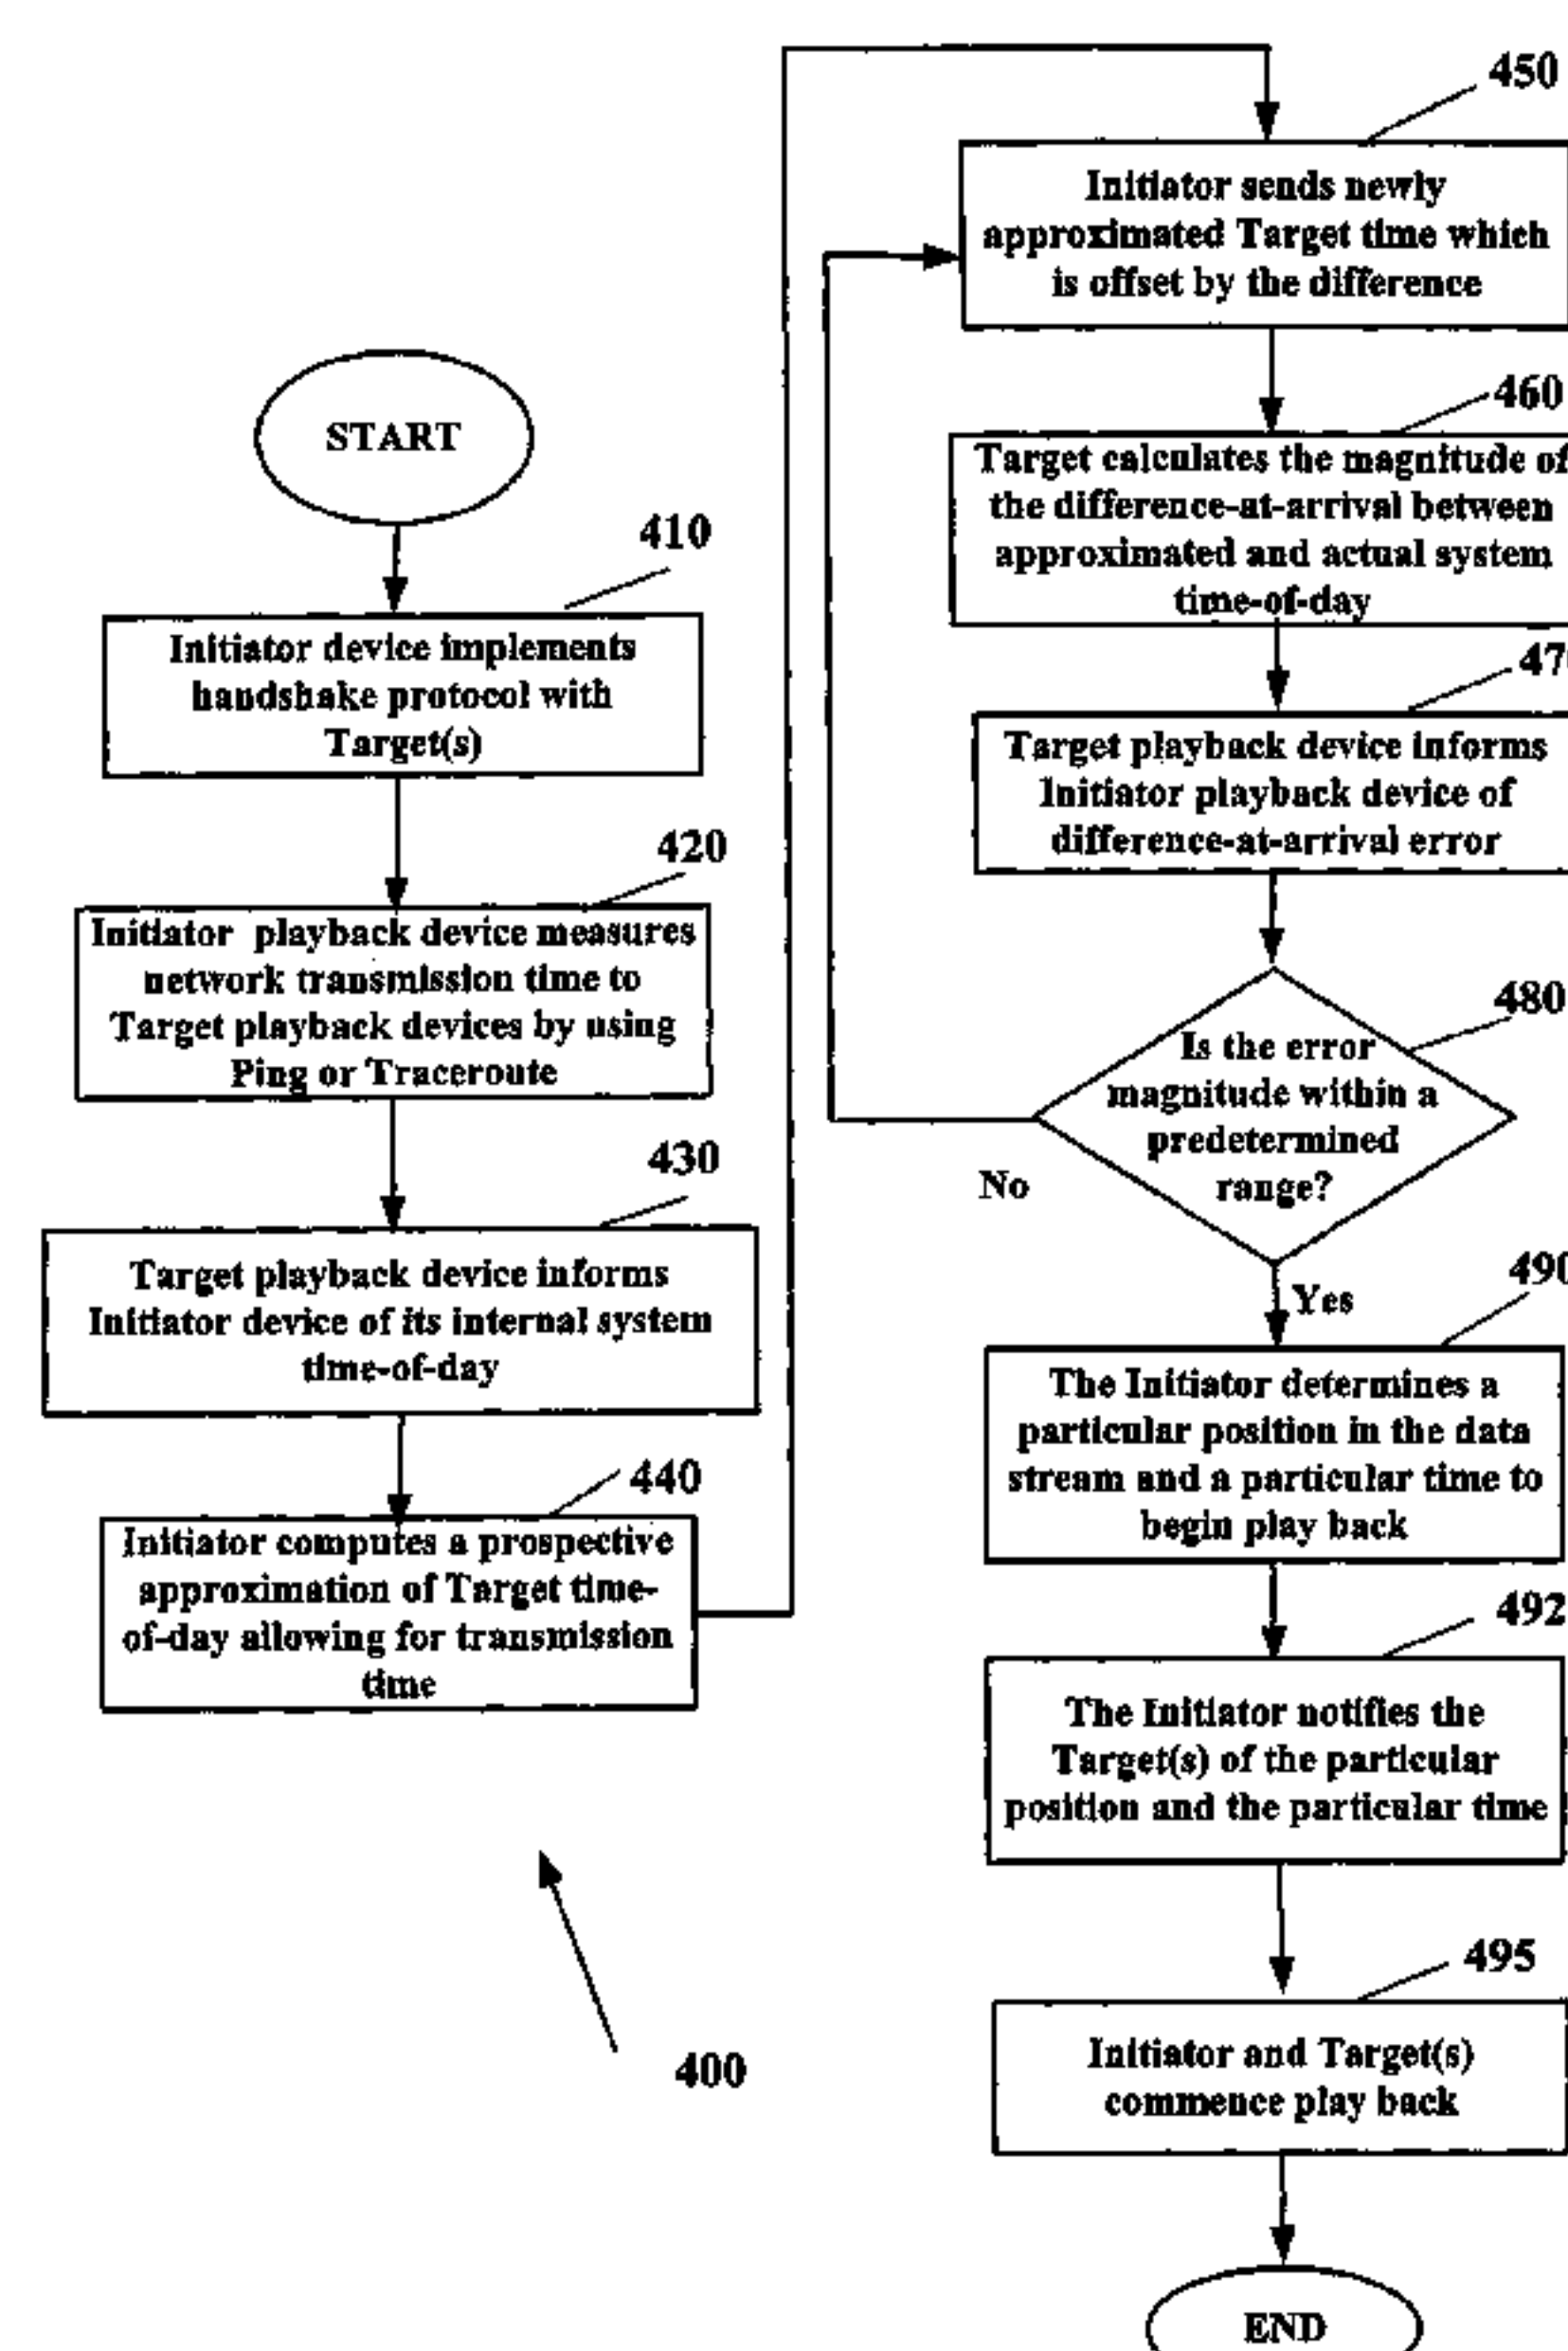 START
410
Initiator device implements
handshake protocol with
Target(s)
420
Initiator playback device measures
network transmission time to
Target playback devices by using
Ping or Traceroute
430
Target playback device informs
Initiator device of its internal system
time-of-day
440
Initiator computes a prospective
approximation of Target time-
of-day allowing for transmission
time
400
450
Initiator sends newly
approximated Target time which
is offset by the difference
460
Target calculates the magnitude of
the difference-at-arrival between
approximated and actual system
time-of-day
47
Target playback device informs
Initiator playback device of
difference-at-arrival error
480
Is the error
magnitude within a
predetermined
range?
No
Yes
490
The Initiator determines a
particular position in the data
stream and a particular time to
begin play back
492
The Initiator notifies the
Target(s) of the particular
position and the particular time
495
Initiator and Target(s)
commence play back
END